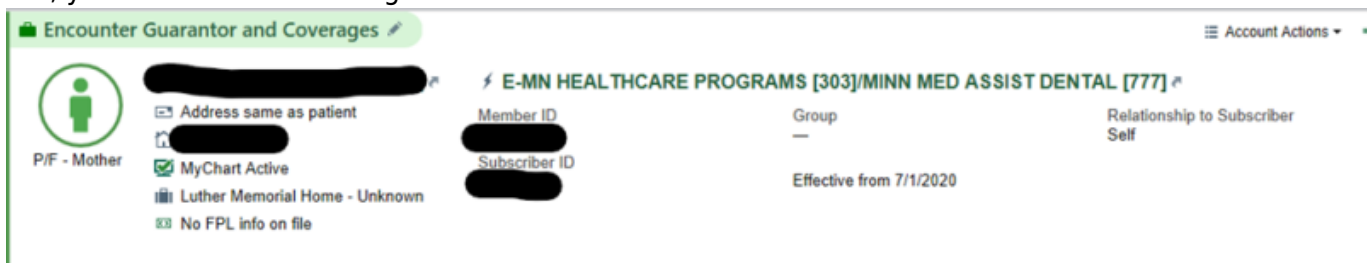 Encounter Guarantor and Coverages
Account Actions
E-MN HEALTHCARE PROGRAMS [303]/MINN MED ASSIST DENTAL [777]
Address same as patient
Member ID
Group
Relationship to Subscriber
—
Self
P/F - Mother
MyChart Active
Subscriber ID
Luther Memorial Home - Unknown
Effective from 7/1/2020
No FPL info on file